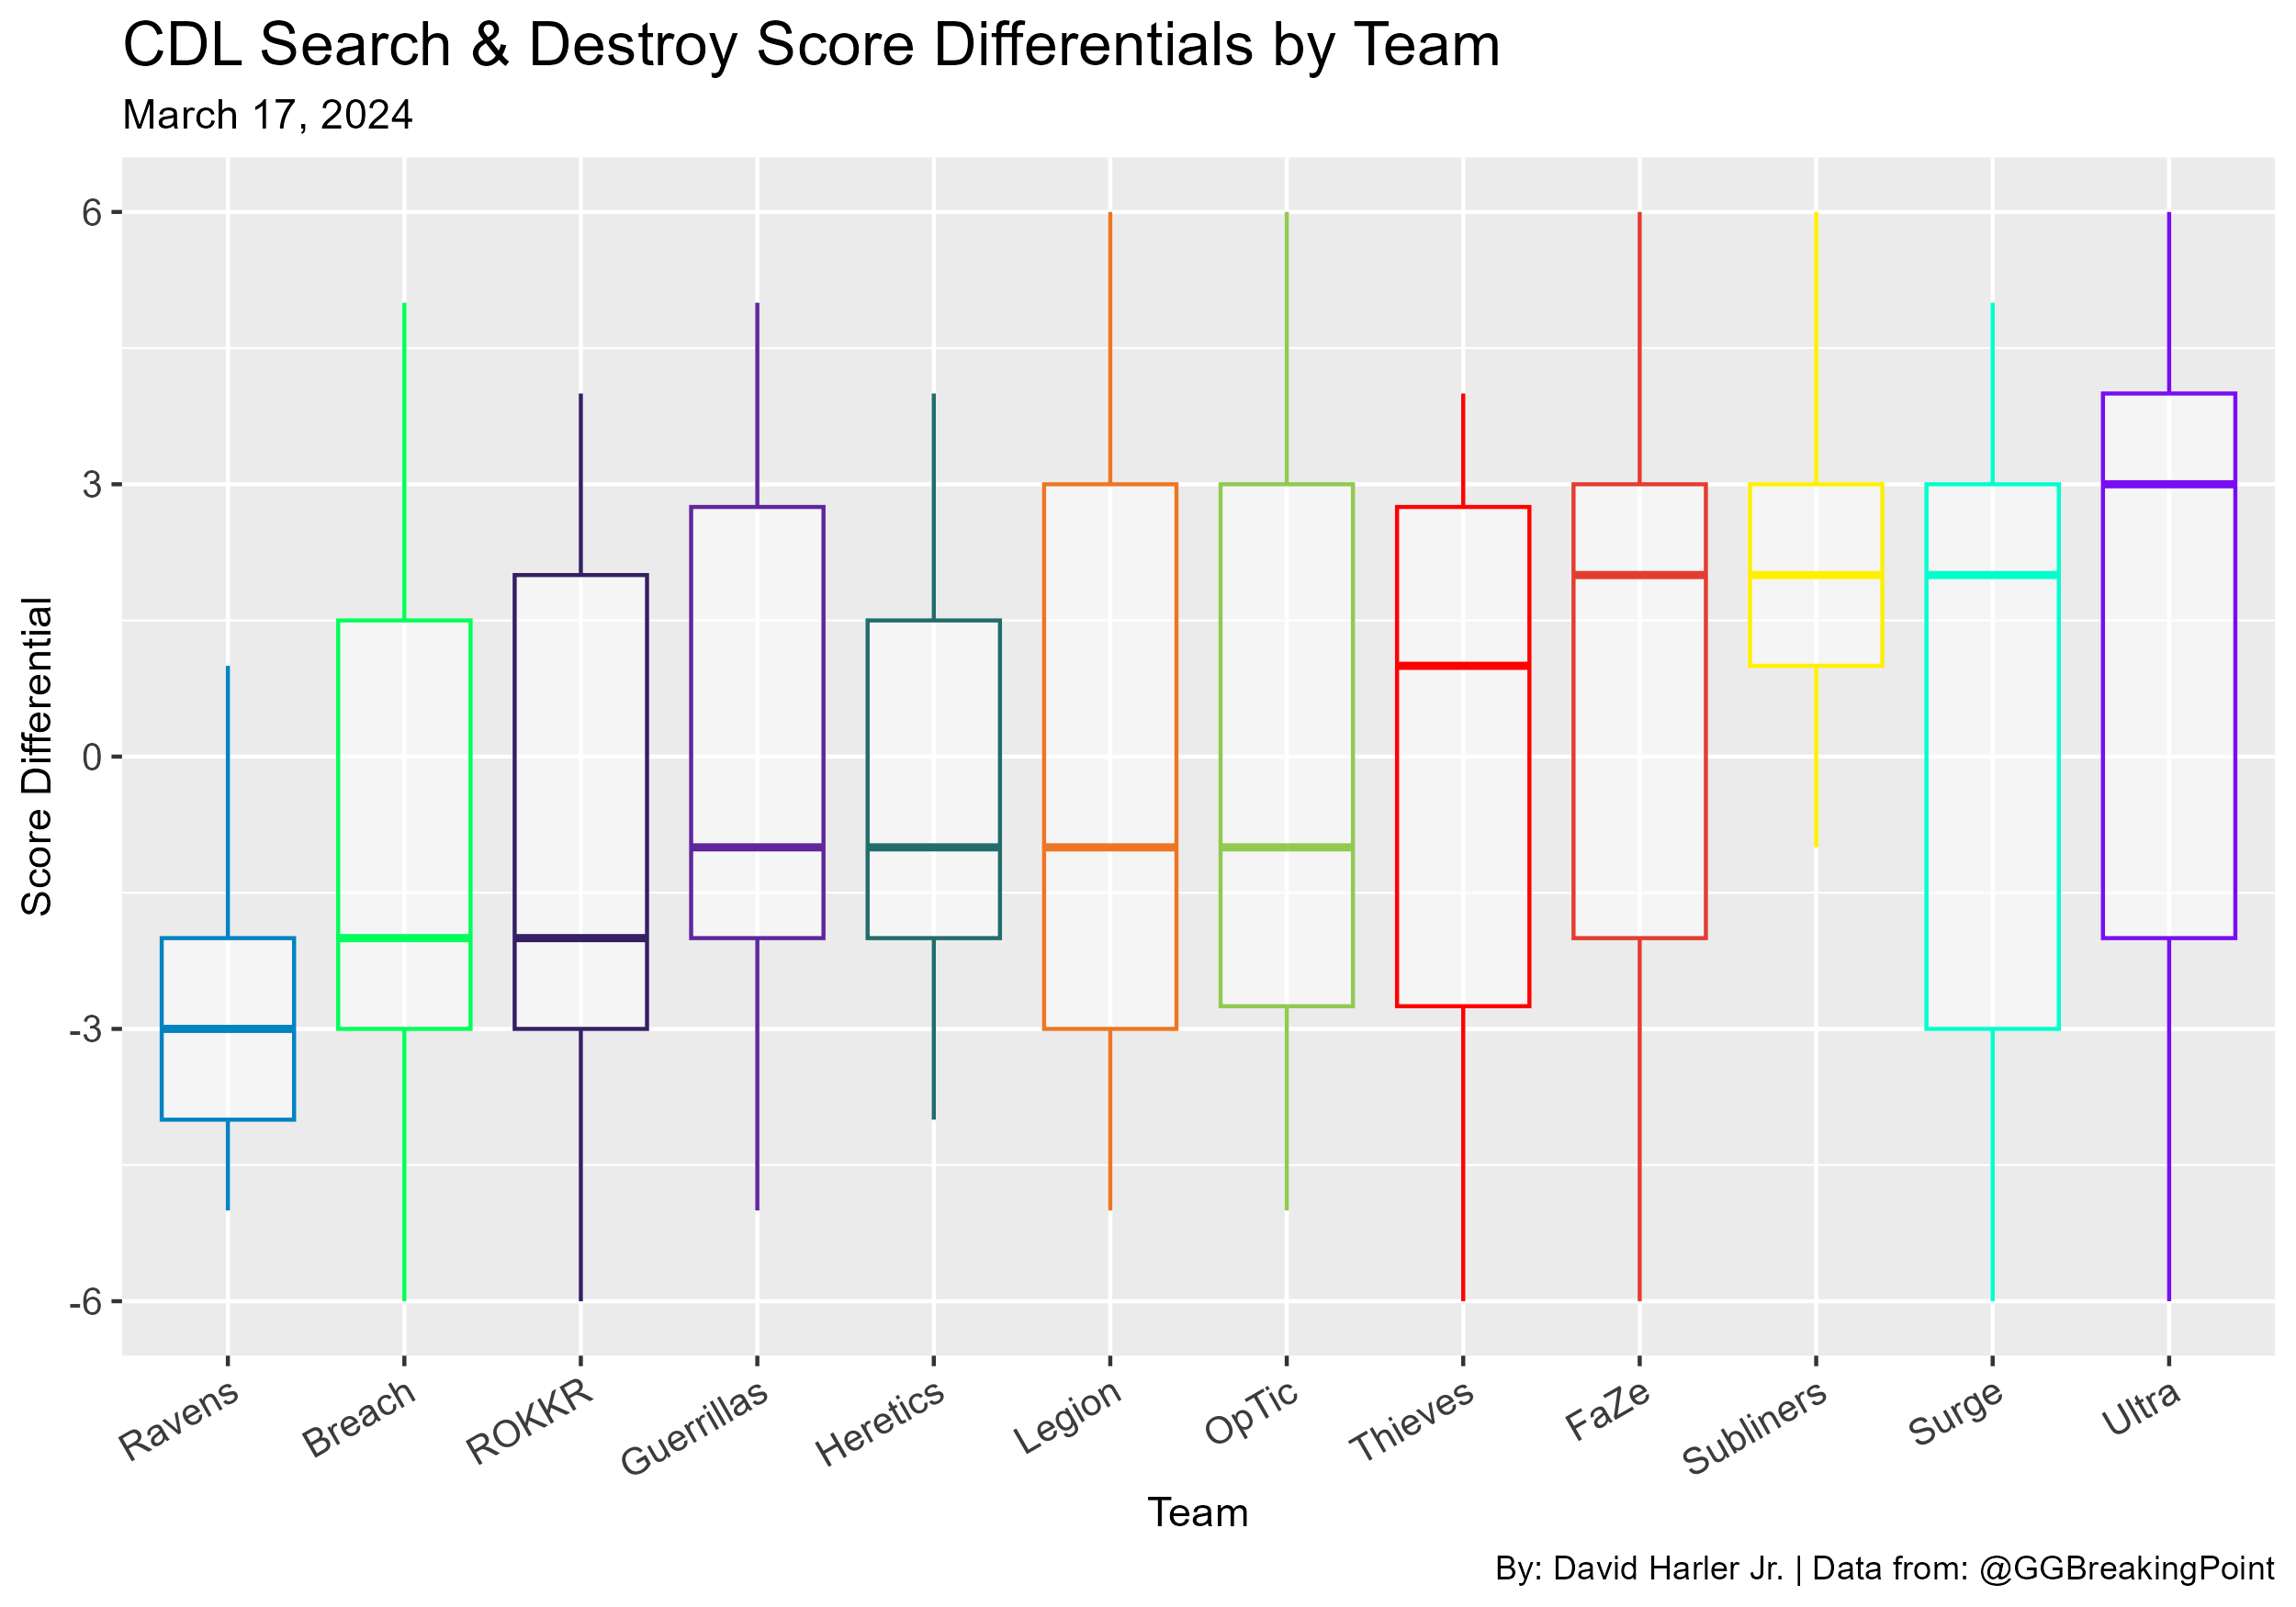 CDL Search & Destroy Score Differentials by Team
March 17, 2024
Score Differential
6
3
0
-3
-6
Ravens
Breach
ROKKR
Guerrillas
Heretics
Legion
OpTic
Thieves
FaZe
Subliners
Surge
Ultra
Team
By: David Harler Jr. | Data from: @GGBreakingPoint